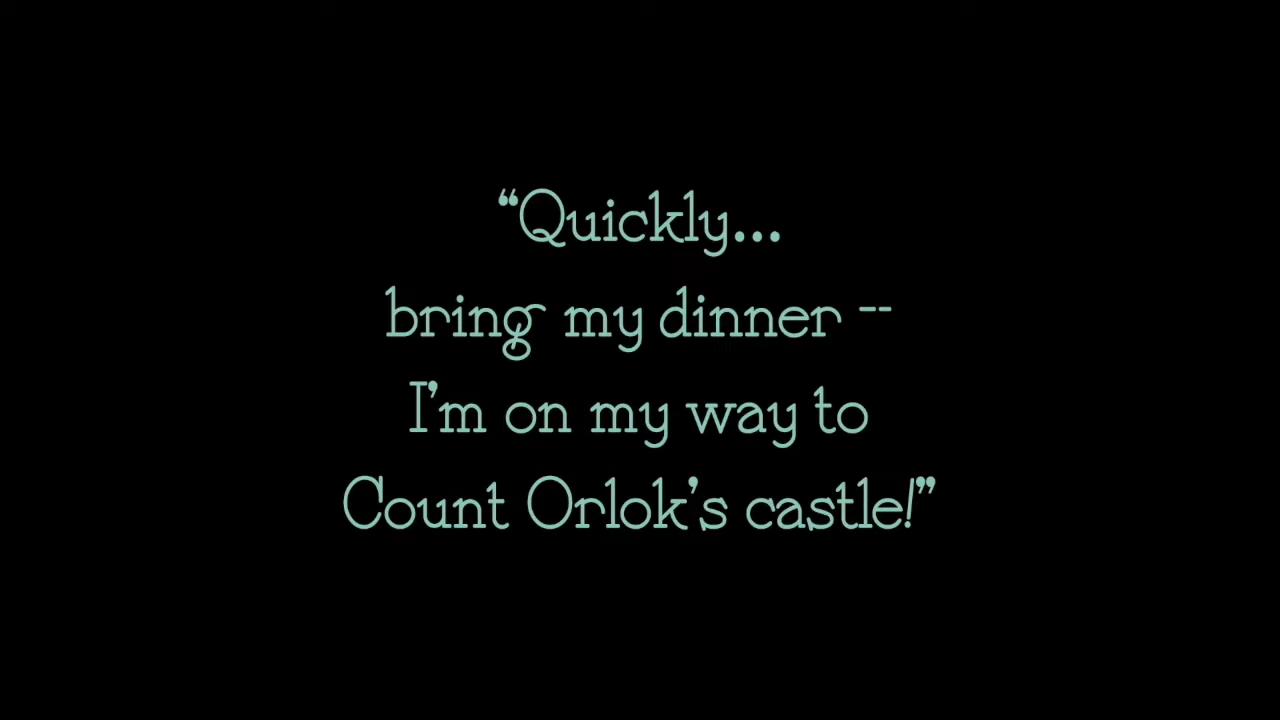 “Quickly...
bring my dinner --
I’m on my way to
Count Orlok’s castle!”